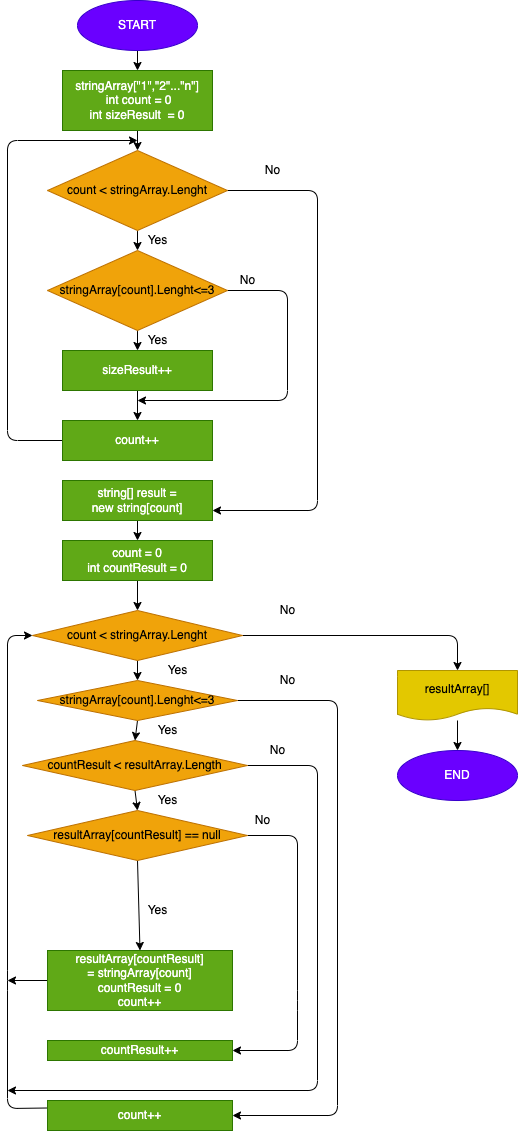 START
stringArray["1","2"..."n"]
int count = 0
int sizeResult  = 0
No
count < stringArray.Lenght
Yes
No
stringArray[count].Lenght<=3
Yes
sizeResult++
count++
string[] result =
new string[count]
count = 0
int countResult = 0
No
count < stringArray.Lenght
Yes
No
resultArray[]
stringArray[count].Lenght<=3
Yes
No
countResult < resultArray.Length
END
Yes
No
resultArray[countResult] == null
Yes
resultArray[countResult]
= stringArray[count]
countResult = 0
count++
countResult++
count++